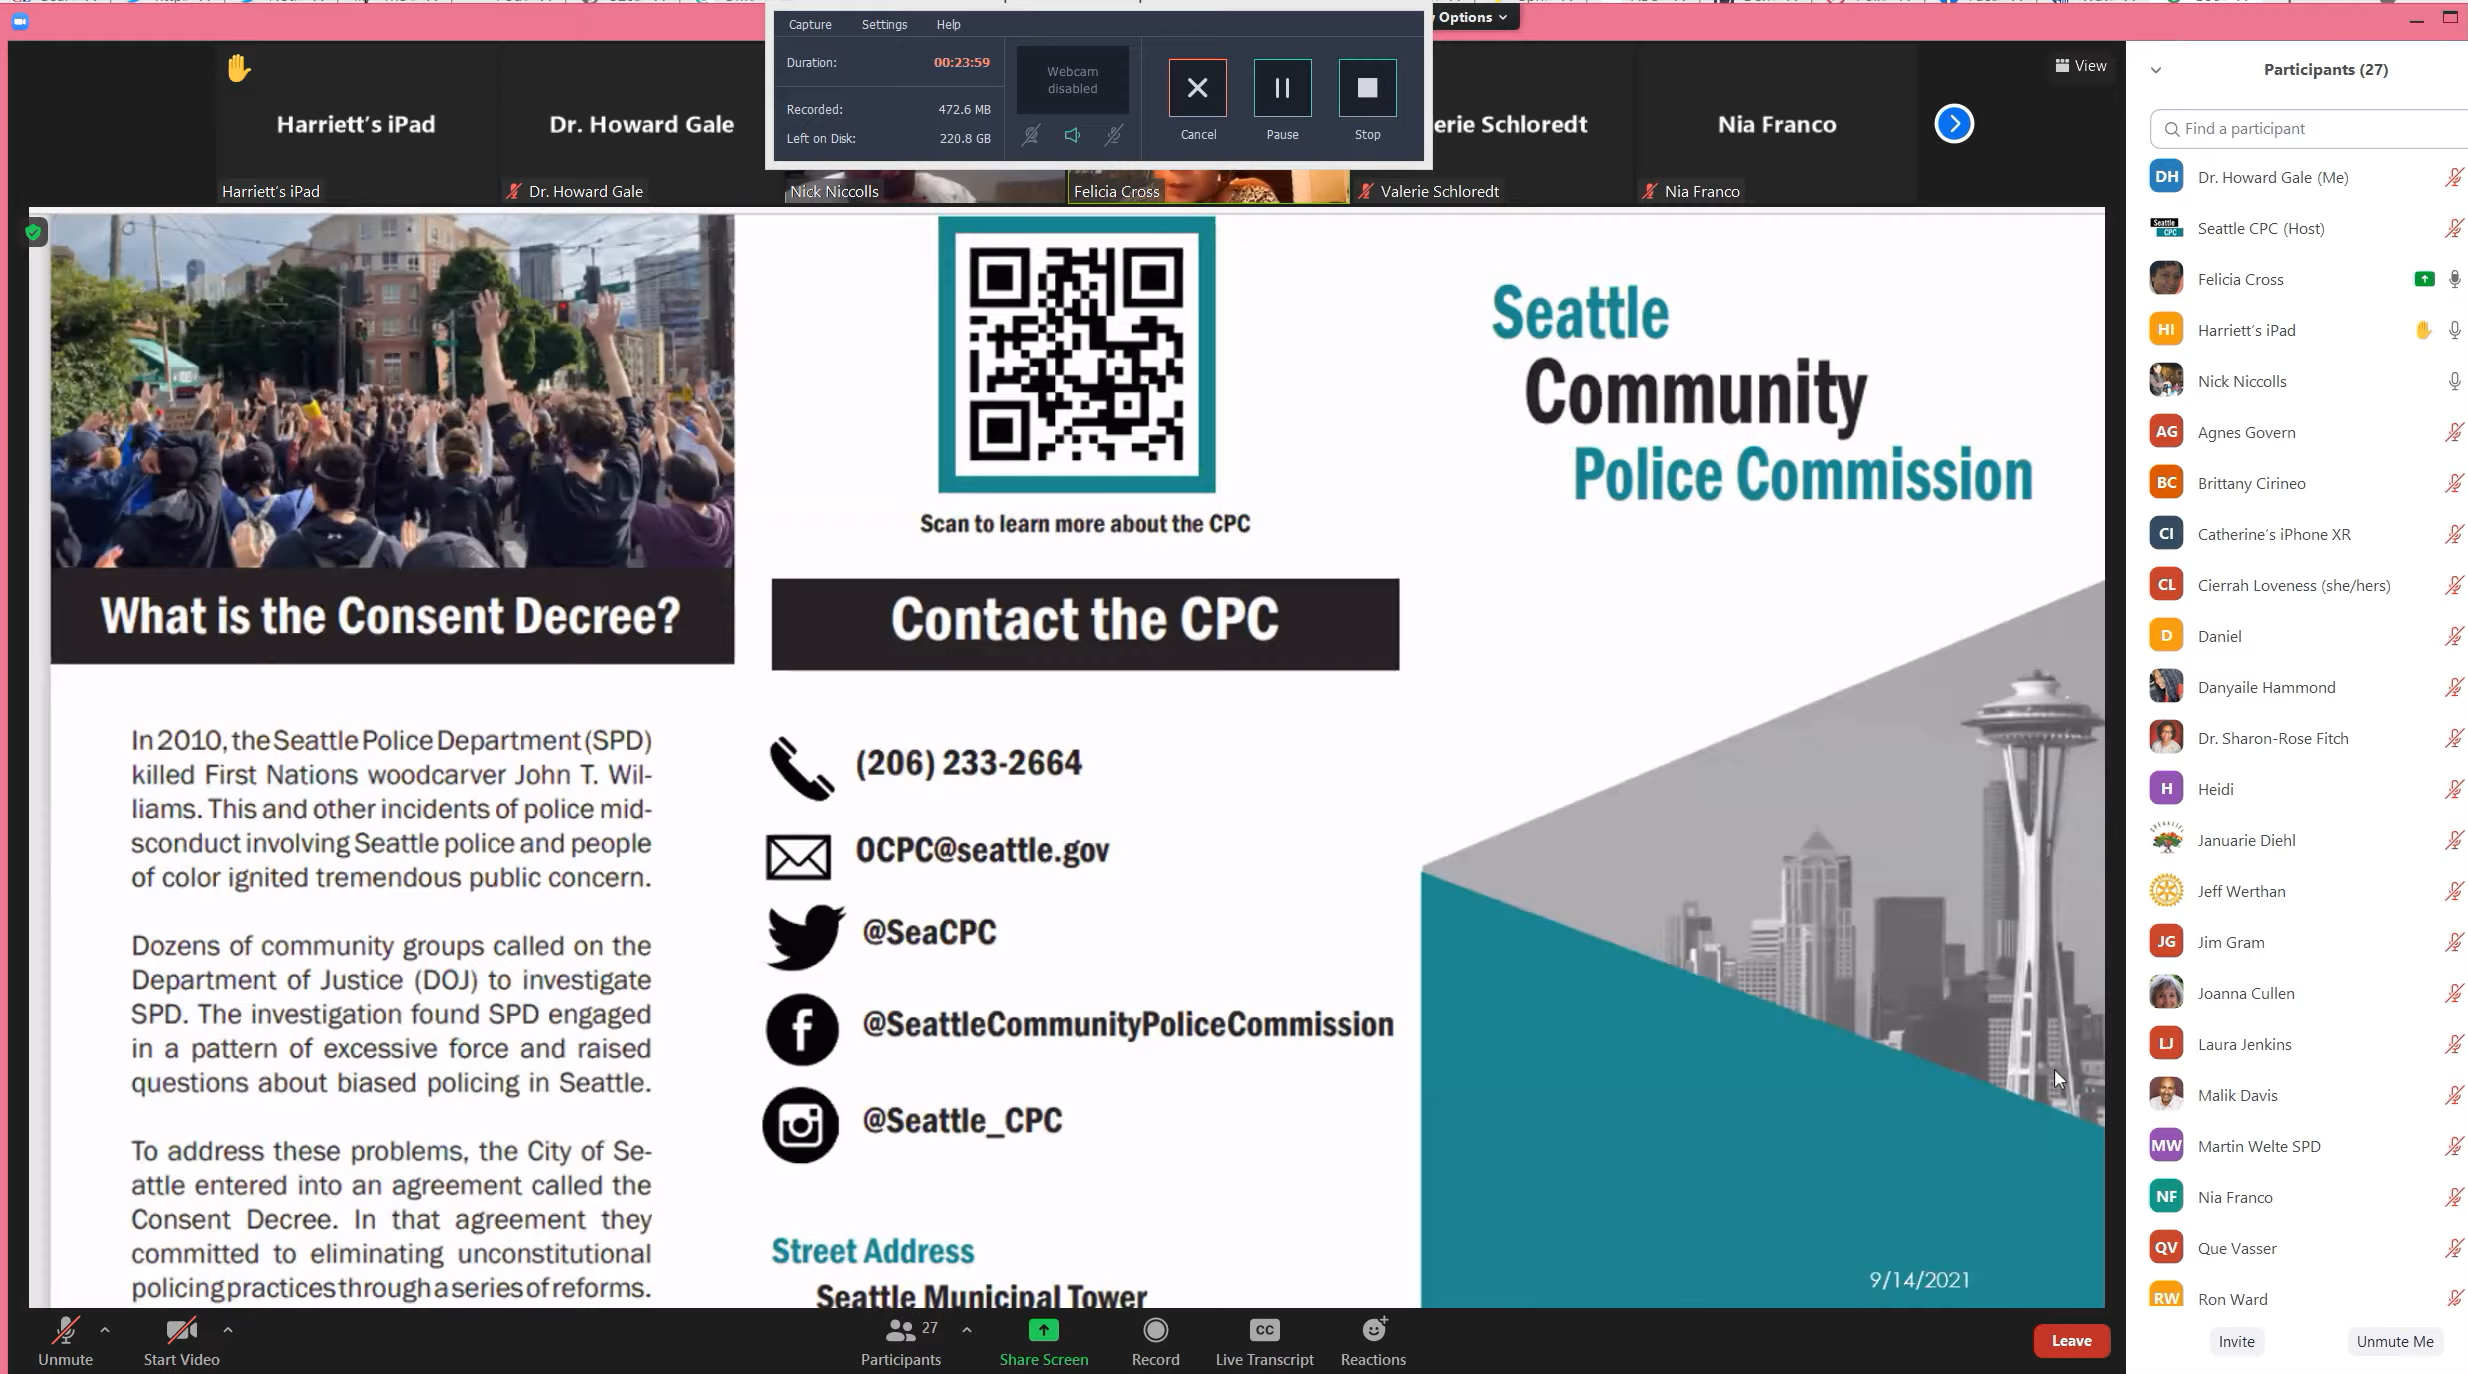 Capture Settings Help
Duration: 00:23:59
Recorded: 472.6 MB
Left on Disk: 220.8 GB
Webcam
disabled
Cancel Pause Stop
Options
View
Harriett's iPad
Dr. Howard Gale
erie Schloredt
Nia Franco
Harriett's iPad
Dr. Howard Gale
Nick Niccolls
Felicia Cross
Valerie Schloredt
Nia Franco
What is the Consent Decree?
In 2010, the Seattle Police Department (SPD)
killed First Nations woodcarver John T. Wil-
liams. This and other incidents of police mid-
sconduct involving Seattle police and people
of color ignited tremendous public concern.
Dozens of community groups called on the
Department of Justice (DOJ) to investigate
SPD. The investigation found SPD engaged
in a pattern of excessive force and raised
questions about biased policing in Seattle.
To address these problems, the City of Se-
attle entered into an agreement called the
Consent Decree. In that agreement they
committed to eliminating unconstitutional
policing practices through a series of reforms.
Scan to learn more about the CPC
Contact the CPC
(206) 233-2664
OCPC@seattle.gov
@SeaCPC
@SeattleCommunityPoliceCommission
@Seattle_CPC
Street Address
Seattle Municipal Tower
Seattle
Community
Police Commission
9/14/2021
Participants (27)
Find a participant
DH Dr. Howard Gale (Me)
Seattle CPC Seattle CPC (Host)
Felicia Cross
HI Harriett's iPad
Nick Niccolls
AG Agnes Govern
BC Brittany Cirineo
CI Catherine's iPhone XR
CL Cierrah Loveness (she/hers)
D Daniel
Danyaile Hammond
Dr. Sharon-Rose Fitch
H Heidi
Januarie Diehl
Jeff Werthan
JG Jim Gram
Joanna Cullen
LJ Laura Jenkins
Malik Davis
MW Martin Welte SPD
NF Nia Franco
QV Que Vasser
RW Ron Ward
Invite Unmute Me
Unmute
Start Video
27
Participants
Share Screen
Record
CC
Live Transcript
Reactions
Leave